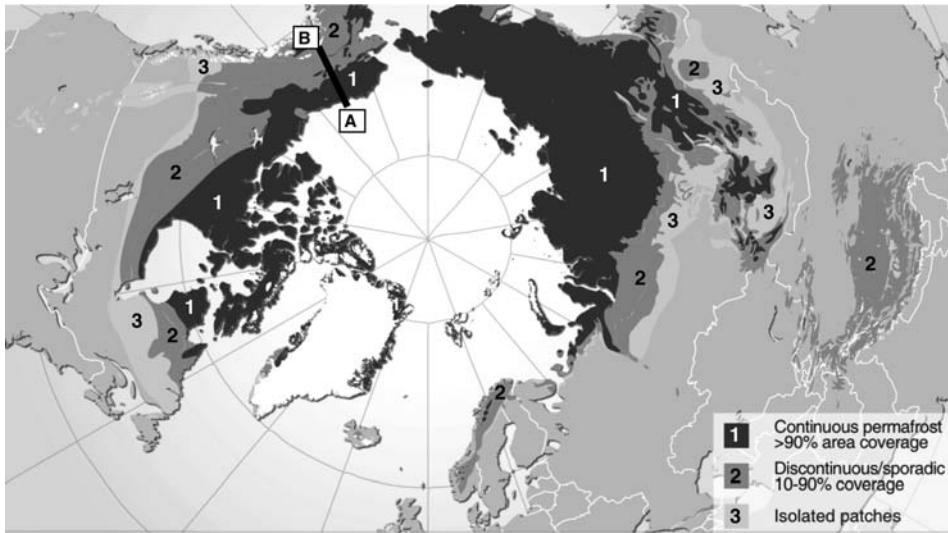 B
2
3
1
A
2
1
2
1
3
2
1
3
1
3
2
1
3
2
2
1 Continuous permafrost
>90% area coverage
2 Discontinuous/sporadic
10-90% coverage
3 Isolated patches